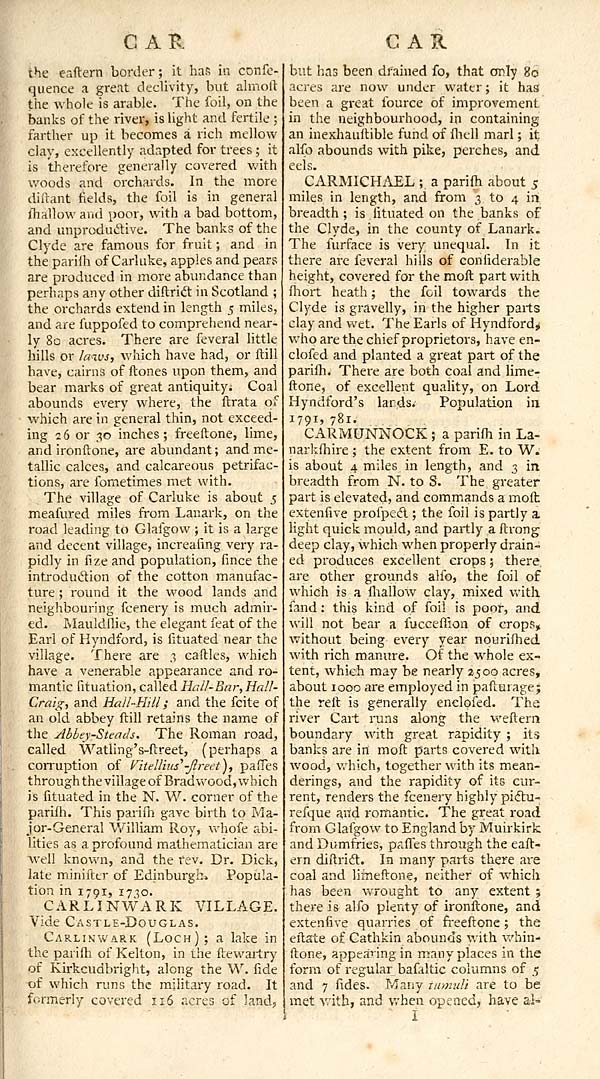 CAR
the eaſtern border; it has in conſe-
quence a great declivity, but almoſt
the whole is arable. The ſoil, on the
banks of the river, is light and fertile;
farther up it becomes a rich mellow
clay, excellently adapted for trees; it
is therefore generally covered with
woods and orchards. In the more
diſtant fields, the ſoil is in general
ſhallow and poor, with a bad bottom,
and unproductive. The banks of the
Clyde are famous for fruit; and in
the pariſh of Carluke, apples and pears
are produced in more abundance than
perhaps any other diſtrict in Scotland;
the orchards extend in length 5 miles,
and are ſuppoſed to comprehend near-
ly 80 acres. There are ſeveral little
hills or laws, which have had, or ſtill
have, cairns of ſtones upon them, and
bear marks of great antiquity. Coal
abounds every where, the ſtrata of
which are in general thin, not exceed-
ing 26 or 30 inches; freeſtone, lime,
and ironſtone, are abundant; and me-
tallic calces, and calcareous petrifac-
tions, are ſometimes met with.
The village of Carluke is about 5
meaſured miles from Lanark, on the
road leading to Glaſgow; it is a large
and decent village, increaſing very ra-
pidly in ſize and population, ſince the
introduction of the cotton manufac-
ture; round it the wood lands and
neighbouring ſcenery is much admir-
ed. Mauldſlie, the elegant ſeat of the
Earl of Hyndford, is ſituated near the
village. There are 3 caſtles, which
have a venerable appearance and ro-
mantic ſituation, called Hall-Bar, Hall-
Craig, and Hall-Hill; and the ſcite of
an old abbey ſtill retains the name of
the Abbey-Steads. The Roman road,
called Watling's-ſtreet, (perhaps a
corruption of Vitellius'-ſtreet), paſſes
through the village of Bradwood, which
is ſituated in the N. W. corner of the
pariſh. This pariſh gave birth to Ma-
jor-General William Roy, whoſe abi-
lities as a profound mathematician are
well known, and the rev. Dr. Dick,
late miniſter of Edinburgh. Popula-
tion in 1791, 1730.
CARLINWARK VILLAGE.
Vide CASTLE-DOUGLAS.
CARLINWARK (LOCH); a lake in
the pariſh of Kelton, in the ſtewartry
of Kirkcudbright, along the W. ſide
of which runs the military road. It
formerly covered 116 acres of land,
CAR
but has been drained ſo, that only 80
acres are now under water; it has
been a great ſource of improvement
in the neighbourhood, in containing
an inexhauſtible fund of ſhell marl; it
alſo abounds with pike, perches, and
eels.
CARMICHAEL; a pariſh about 5
miles in length, and from 3 to 4 in
breadth; is ſituated on the banks of
the Clyde, in the county of Lanark.
The ſurface is very unequal. In it
there are ſeveral hills of conſiderable
height, covered for the moſt part with
ſhort heath; the ſoil towards the
Clyde is gravelly, in the higher parts
clay and wet. The Earls of Hyndford,
who are the chief proprietors, have en-
cloſed and planted a great part of the
pariſh. There are both coal and lime-
ſtone, of excellent quality, on Lord
Hyndford's lands. Population in
1791, 781.
CARMUNNOCK; a pariſh in La-
narkſhire; the extent from E. to W.
is about 4 miles in length, and 3 in
breadth from N. to S. The greater
part is elevated, and commands a moſt
extenſive proſpect; the ſoil is partly a
light quick mould, and partly a ſtrong
deep clay, which when properly drain-
ed produces excellent crops; there
are other grounds alſo, the ſoil of
which is a ſhallow clay, mixed with
ſand: this kind of ſoil is poor, and
will not bear a ſucceſſion of crops,
without being every year nouriſhed
with rich manure. Of the whole ex-
tent, which may be nearly 2500 acres,
about 1000 are employed in paſturage;
the reſt is generally encloſed. The
river Cart runs along the weſtern
boundary with great rapidity; its
banks are in moſt parts covered with
wood, which, together with its mean-
derings, and the rapidity of its cur-
rent, renders the ſcenery highly pictu-
reſque and romantic. The great road
from Glaſgow to England by Muirkirk
and Dumfries, paſſes through the eaſt-
ern diſtrict. In many parts there are
coal and limeſtone, neither of which
has been wrought to any extent;
there is alſo plenty of ironſtone, and
extenſive quarries of freeſtone; the
eſtate of Cathkin abounds with whin-
ſtone, appearing in many places in the
form of regular baſaltic columns of 5
and 7 ſides. Many tumuli are to be
met with, and when opened, have al-
I